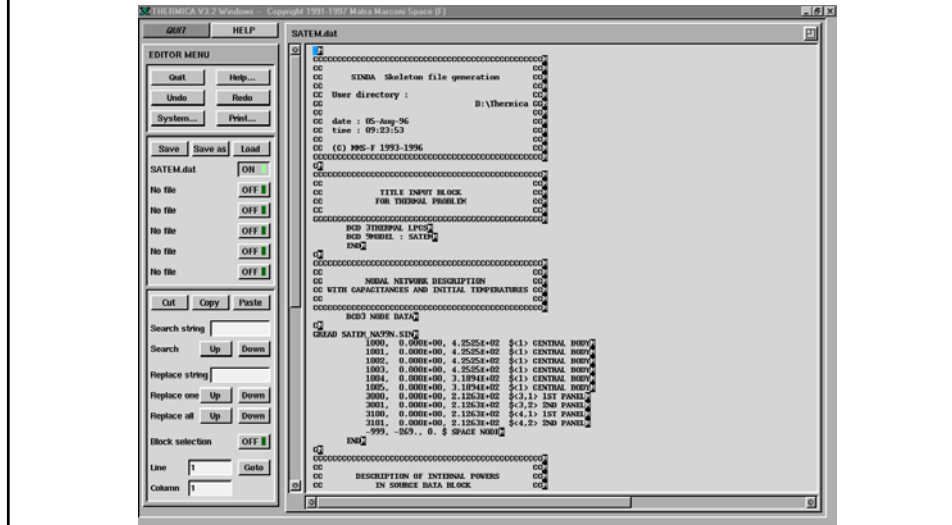 THERMICA V3.2 Windows - Copyright 1991-1997 Matra Marconi Space (F)
QUIT HELP
EDITOR MENU
Quit Help...
Undo Redo
System... Print...
Save Save as Load
SATEM.dat ON
No file OFF
No file OFF
No file OFF
No file OFF
No file OFF
Cut Copy Paste
Search string
Search Up Down
Replace string
Replace one Up Down
Replace all Up Down
Block selection OFF
Line 1 Goto
Column 1
SATEM.dat
CCCCCCCCCCCCCCCCCCCCCCCCCCCCCCCCCCCCCCCCCCCCCCCCCC
CC CC
CC SINDA Skeleton file generation CC
CC CC
CC User directory : CC
CC D:\Thermica CC
CC CC
CC date : 05-Aug-96 CC
CC time : 09:23:53 CC
CC CC
CC (C) MMS-F 1993-1996 CC
CCCCCCCCCCCCCCCCCCCCCCCCCCCCCCCCCCCCCCCCCCCCCCCCCC
C
CCCCCCCCCCCCCCCCCCCCCCCCCCCCCCCCCCCCCCCCCCCCCCCCCC
CC CC
CC TITLE INPUT BLOCK CC
CC FOR THERMAL PROBLEM CC
CC CC
CCCCCCCCCCCCCCCCCCCCCCCCCCCCCCCCCCCCCCCCCCCCCCCCCC
BCD 3THERMAL LPCS
BCD 9MODEL : SATEM
END
C
CCCCCCCCCCCCCCCCCCCCCCCCCCCCCCCCCCCCCCCCCCCCCCCCCC
CC CC
CC NODAL NETWORK DESCRIPTION CC
CC WITH CAPACITANCES AND INITIAL TEMPERATURES CC
CC CC
CCCCCCCCCCCCCCCCCCCCCCCCCCCCCCCCCCCCCCCCCCCCCCCCCC
BCD3 NODE DATA
C
GREAD SATEM_NA99N.SIN
1000, 0.000E+00, 4.2525E+02 $<1> CENTRAL BODY
1001, 0.000E+00, 4.2525E+02 $<1> CENTRAL BODY
1002, 0.000E+00, 4.2525E+02 $<1> CENTRAL BODY
1003, 0.000E+00, 4.2525E+02 $<1> CENTRAL BODY
1004, 0.000E+00, 3.1894E+02 $<1> CENTRAL BODY
1005, 0.000E+00, 3.1894E+02 $<1> CENTRAL BODY
3000, 0.000E+00, 2.1263E+02 $<3,1> 1ST PANEL
3001, 0.000E+00, 2.1263E+02 $<3,2> 2ND PANEL
3100, 0.000E+00, 2.1263E+02 $<4,1> 1ST PANEL
3101, 0.000E+00, 2.1263E+02 $<4,2> 2ND PANEL
-999, -269., 0. $ SPACE NODE
END
C
CCCCCCCCCCCCCCCCCCCCCCCCCCCCCCCCCCCCCCCCCCCCCCCCCC
CC CC
CC DESCRIPTION OF INTERNAL POWERS CC
CC IN SOURCE DATA BLOCK CC